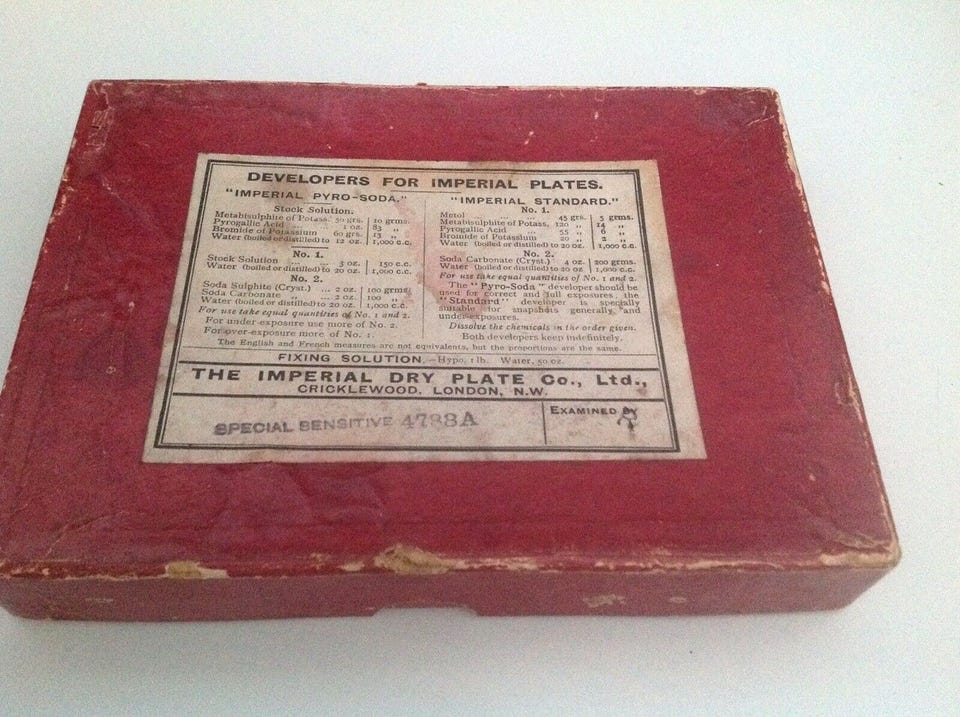 DEVELOPERS FOR IMPERIAL PLATES.
"IMPERIAL PYRO-SODA."
Stock Solution.
Metabisulphite of Potass. 50 grs. 10 grms.
Pyrogallic Acid ... 1 oz. 83 "
Bromide of Potassium 60 grs. 13 "
Water (boiled or distilled) to 12 oz. 1,000 c.c.
No. 1.
Stock Solution ... ... 3 oz. 150 c.c.
Water (boiled or distilled) to 20 oz. 1,000 c.c.
No. 2.
Soda Sulphite (Cryst.) ... 2 oz. 100 grms.
Soda Carbonate " ... 2 oz. 100 "
Water (boiled or distilled) to 20 oz. 1,000 c.c.
For use take equal quantities of No. 1 and 2.
For under-exposure use more of No. 2.
For over-exposure more of No. 1.
"IMPERIAL STANDARD."
No. 1.
Metol ... ... ... 45 grs. 5 grms.
Metabisulphite of Potass, 120 " 14 "
Pyrogallic Acid ... 55 " 6 "
Bromide of Potassium 20 " 2 "
Water (boiled or distilled) to 20 oz. 1,000 c.c.
No. 2.
Soda Carbonate (Cryst.) 4 oz. 200 grms.
Water (boiled or distilled) to 20 oz. 1,000 c.c.
For use take equal quantities of No. 1 and 2.
The "Pyro-Soda" developer should be
used for correct and full exposures; the
"Standard" developer is specially
suitable for snapshots generally, and
under-exposures.
Dissolve the chemicals in the order given.
Both developers keep indefinitely.
The English and French measures are not equivalents, but the proportions are the same.
FIXING SOLUTION.—Hypo, 1 lb. Water, 50 oz.
THE IMPERIAL DRY PLATE Co., Ltd.,
CRICKLEWOOD, LONDON, N.W.
SPECIAL SENSITIVE 4788A
EXAMINED BY